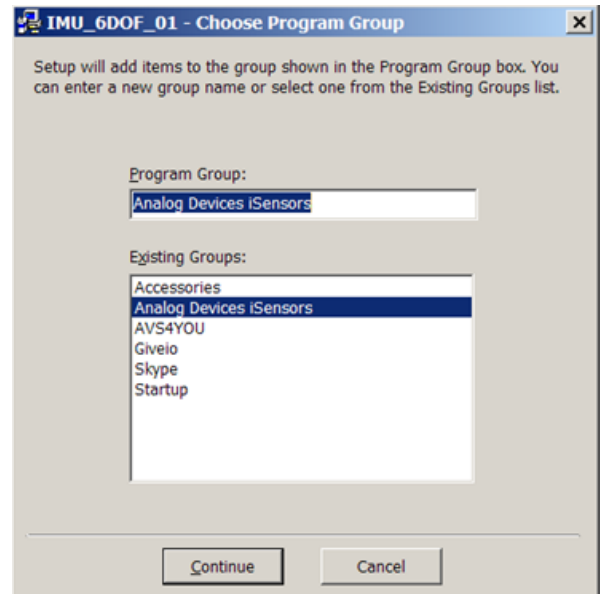 IMU_6DOF_01 - Choose Program Group
Setup will add items to the group shown in the Program Group box. You
can enter a new group name or select one from the Existing Groups list.
Program Group:
Analog Devices iSensors
Existing Groups:
Accessories
Analog Devices iSensors
AVS4YOU
Giveio
Skype
Startup
Continue
Cancel